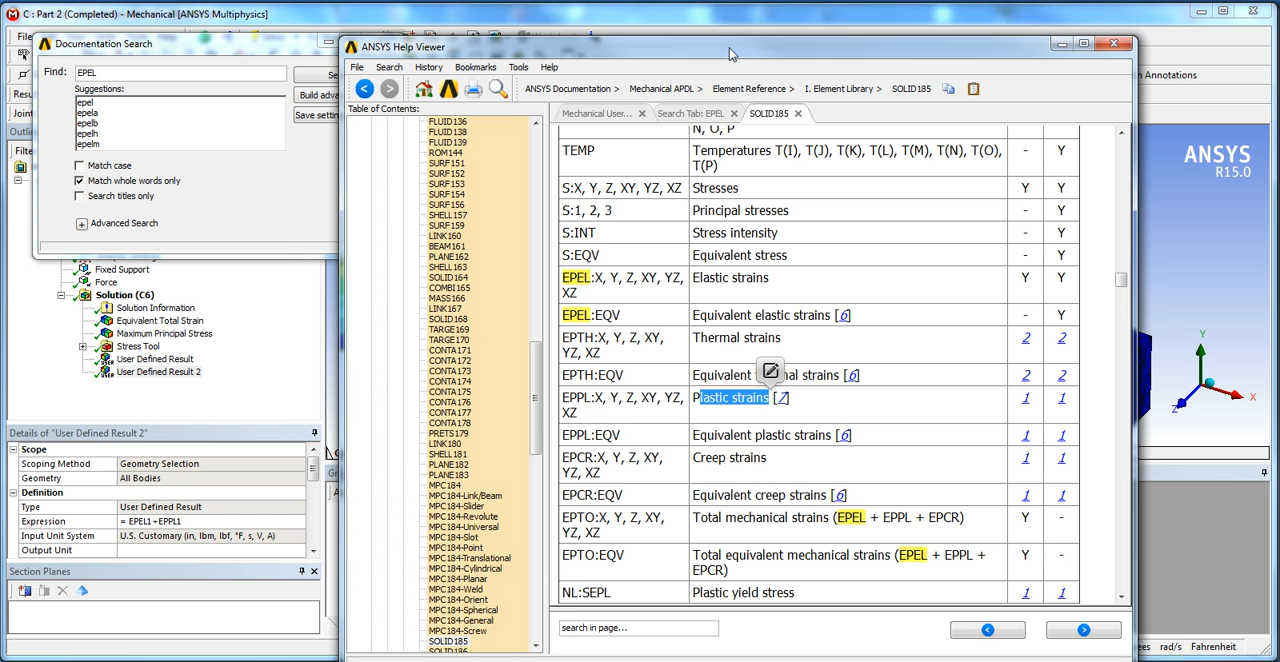 C : Part 2 (Completed) - Mechanical [ANSYS Multiphysics]
Documentation Search
Find:
EPEL
Suggestions:
epel
epela
epelb
epelh
epelm
Build adva
Save settin
Match case
Match whole words only
Search titles only
Advanced Search
ANSYS Help Viewer
File Search History Bookmarks Tools Help
ANSYS Documentation > Mechanical APDL > Element Reference > I. Element Library > SOLID185
Table of Contents:
Mechanical User...
Search Tab: EPEL
SOLID185
FLUID136
FLUID138
FLUID139
ROM144
SURF151
SURF152
SURF153
SURF154
SURF156
SHELL157
SURF159
LINK160
BEAM161
PLANE162
SHELL163
SOLID164
COMBI165
MASS166
LINK167
SOLID168
TARGE169
TARGE170
CONTA171
CONTA172
CONTA173
CONTA174
CONTA175
CONTA176
CONTA177
CONTA178
PRETS179
LINK180
SHELL181
PLANE182
PLANE183
MPC184
MPC184-Link/Beam
MPC184-Slider
MPC184-Revolute
MPC184-Universal
MPC184-Slot
MPC184-Point
MPC184-Translational
MPC184-Cylindrical
MPC184-Planar
MPC184-Weld
MPC184-Orient
MPC184-Spherical
MPC184-General
MPC184-Screw
SOLID185
SOLID186
N, O, P
TEMP Temperatures T(I), T(J), T(K), T(L), T(M), T(N), T(O), - Y
T(P)
S:X, Y, Z, XY, YZ, XZ Stresses Y Y
S:1, 2, 3 Principal stresses - Y
S:INT Stress intensity - Y
S:EQV Equivalent stress - Y
EPEL:X, Y, Z, XY, YZ, Elastic strains Y Y
XZ
EPEL:EQV Equivalent elastic strains [6] - Y
EPTH:X, Y, Z, XY, Thermal strains 2 2
YZ, XZ
EPTH:EQV Equivalent nal strains [6] 2 2
EPPL:X, Y, Z, XY, YZ, Plastic strains [7] 1 1
XZ
EPPL:EQV Equivalent plastic strains [6] 1 1
EPCR:X, Y, Z, XY, Creep strains 1 1
YZ, XZ
EPCR:EQV Equivalent creep strains [6] 1 1
EPTO:X, Y, Z, XY, Total mechanical strains (EPEL + EPPL + EPCR) Y -
YZ, XZ
EPTO:EQV Total equivalent mechanical strains (EPEL + EPPL + Y -
EPCR)
NL:SEPL Plastic yield stress 1 1
search in page...
Fixed Support
Force
Solution (C6)
Solution Information
Equivalent Total Strain
Maximum Principal Stress
Stress Tool
User Defined Result
User Defined Result 2
Details of "User Defined Result 2"
Scope
Scoping Method Geometry Selection
Geometry All Bodies
Definition
Type User Defined Result
Expression = EPEL1+EPPL1
Input Unit System U.S. Customary (in, lbm, lbf, °F, s, V, A)
Output Unit
Section Planes
n Annotations
ANSYS
R15.0
Y
X
Z
ees rad/s Fahrenheit